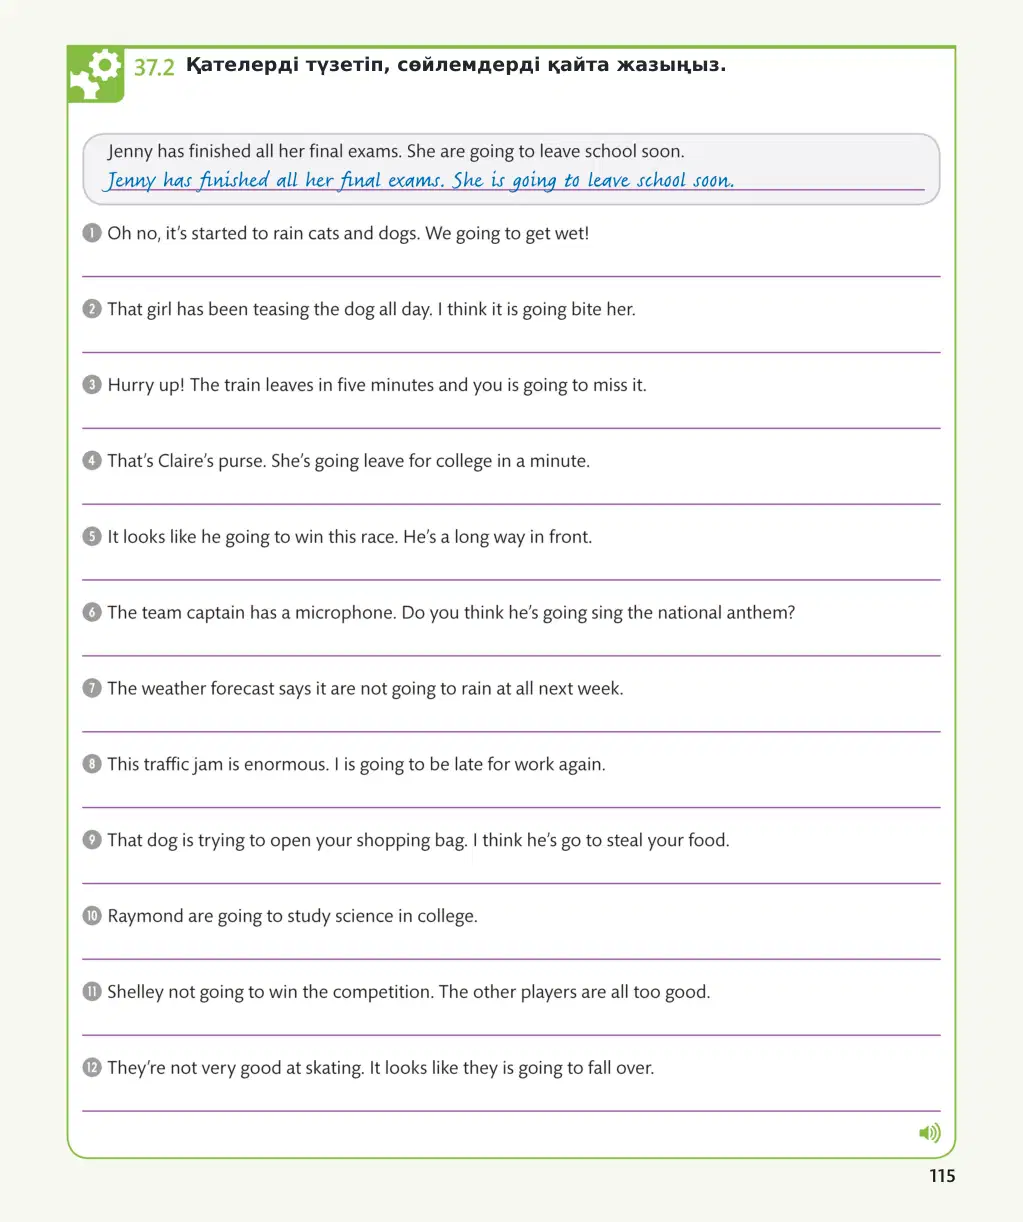 37.2 Қателерді түзетіп, сөйлемдерді қайта жазыңыз.
Jenny has finished all her final exams. She are going to leave school soon.
Jenny has finished all her final exams. She is going to leave school soon.
1 Oh no, it’s started to rain cats and dogs. We going to get wet!
2 That girl has been teasing the dog all day. I think it is going bite her.
3 Hurry up! The train leaves in five minutes and you is going to miss it.
4 That’s Claire’s purse. She’s going leave for college in a minute.
5 It looks like he going to win this race. He’s a long way in front.
6 The team captain has a microphone. Do you think he’s going sing the national anthem?
7 The weather forecast says it are not going to rain at all next week.
8 This traffic jam is enormous. I is going to be late for work again.
9 That dog is trying to open your shopping bag. I think he’s go to steal your food.
10 Raymond are going to study science in college.
11 Shelley not going to win the competition. The other players are all too good.
12 They’re not very good at skating. It looks like they is going to fall over.
115